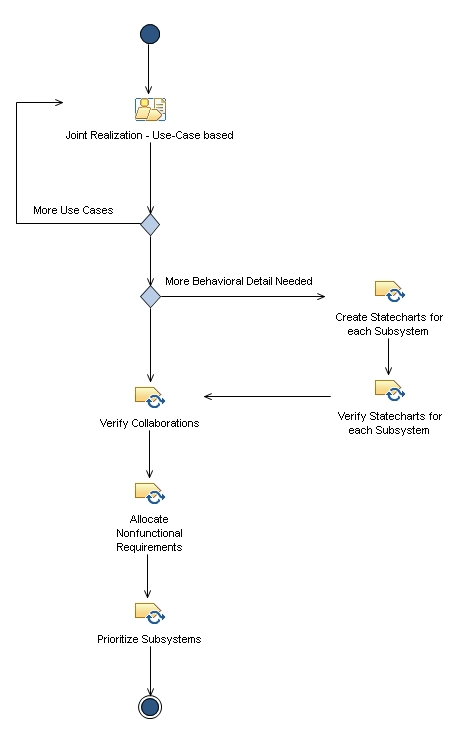 Joint Realization - Use-Case based
More Use Cases
More Behavioral Detail Needed
Create Statecharts for
each Subsystem
Verify Collaborations
Verify Statecharts for
each Subsystem
Allocate
Nonfunctional
Requirements
Prioritize Subsystems